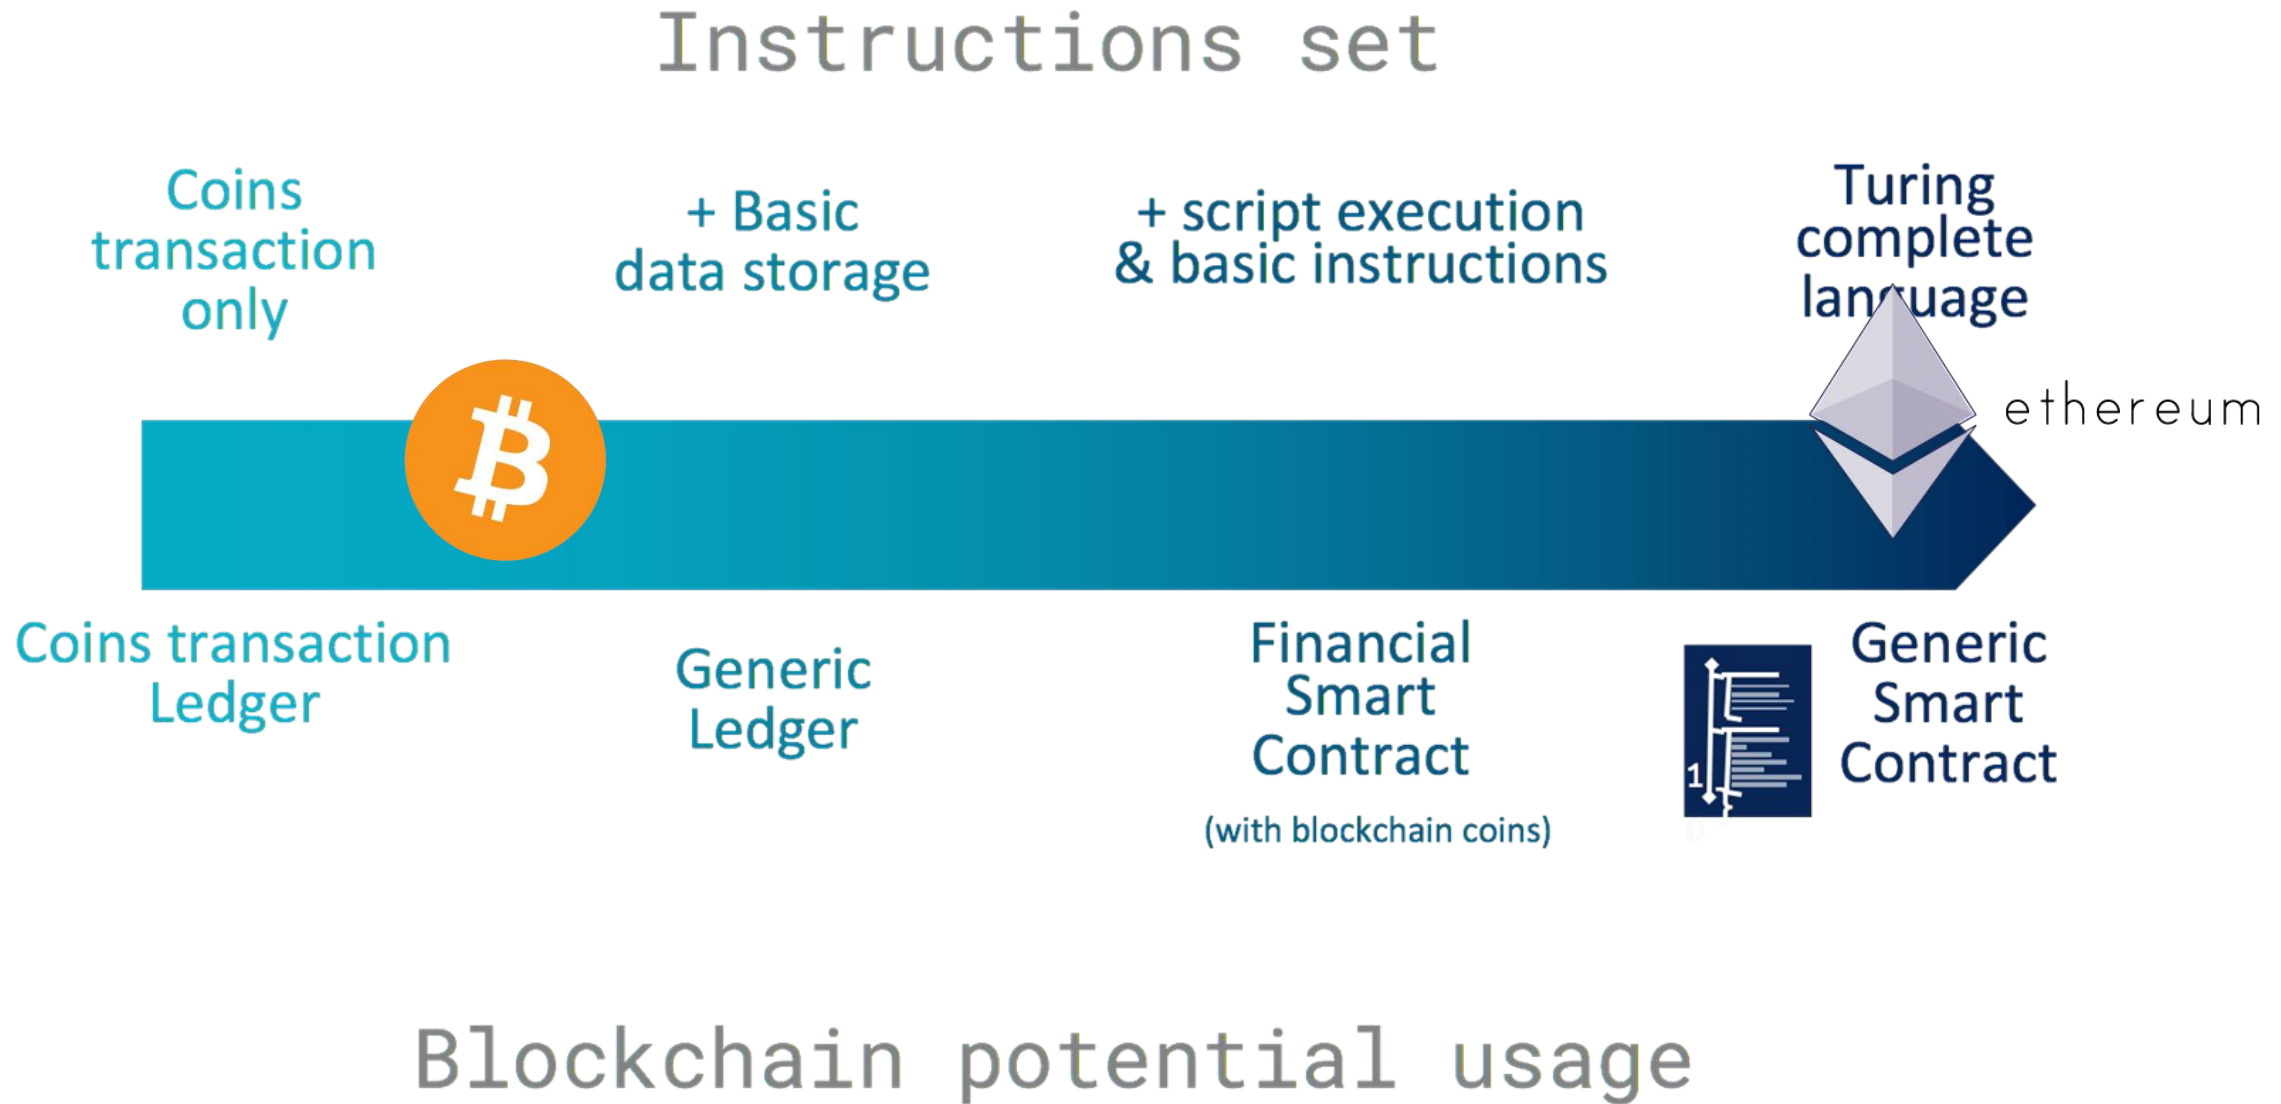 Instructions set
Coins
transaction
only
+ Basic
data storage
+ script execution
& basic instructions
Turing
complete
language
ethereum
Coins transaction
Ledger
Generic
Ledger
Financial
Smart
Contract
(with blockchain coins)
1
Generic
Smart
Contract
Blockchain potential usage